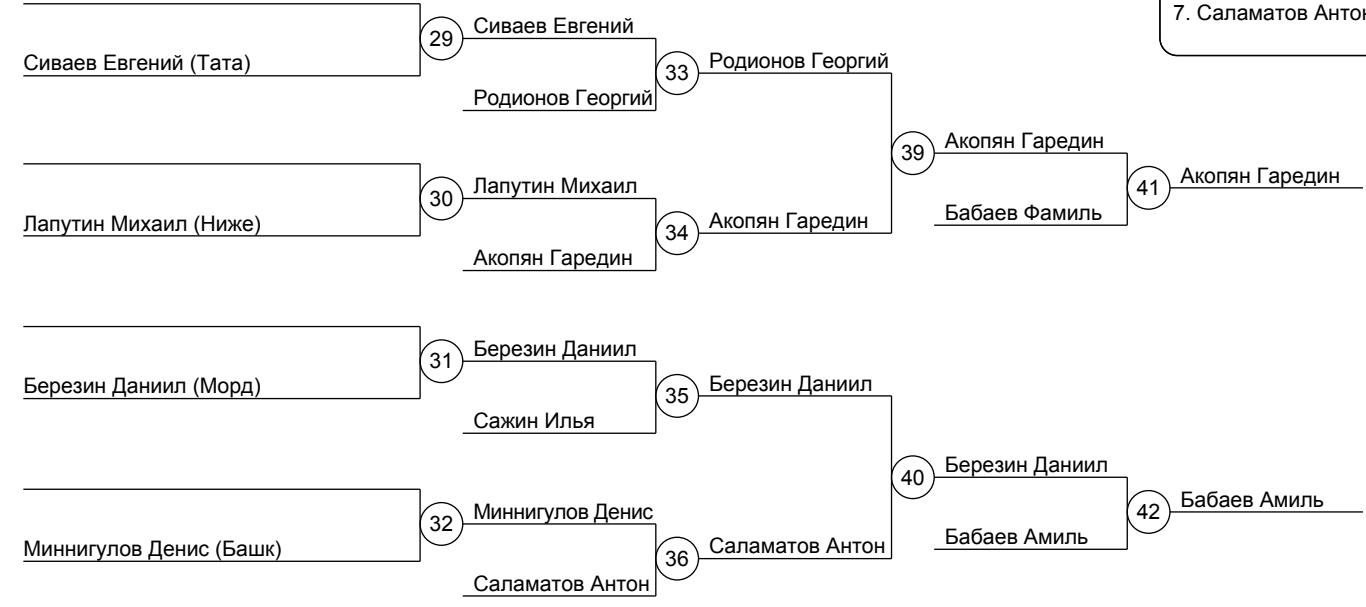 7. Саламатов Антон
29
Сиваев Евгений
Сиваев Евгений (Тата)
33
Родионов Георгий
Родионов Георгий
39
Акопян Гаредин
30
Лапутин Михаил
41
Акопян Гаредин
Лапутин Михаил (Ниже)
34
Акопян Гаредин
Бабаев Фамиль
Акопян Гаредин
31
Березин Даниил
Березин Даниил (Морд)
35
Березин Даниил
Сажин Илья
40
Березин Даниил
32
Миннигулов Денис
42
Бабаев Амиль
Миннигулов Денис (Башк)
36
Саламатов Антон
Бабаев Амиль
Саламатов Антон